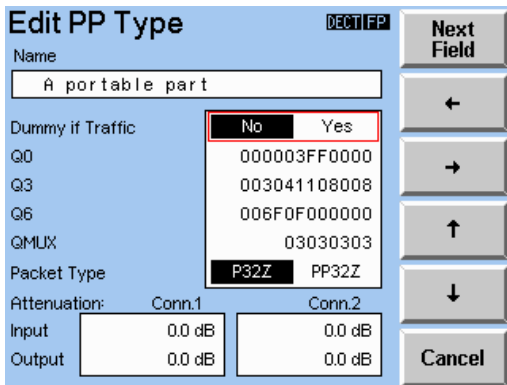 Edit PP Type DECT FP
Name
A portable part
Dummy if Traffic No Yes
Q0 000003FF0000
Q3 003041108008
Q6 006F0F000000
QMUX 03030303
Packet Type P32Z PP32Z
Attenuation: Conn.1 Conn.2
Input 0.0 dB 0.0 dB
Output 0.0 dB 0.0 dB
Next
Field
←
→
↑
↓
Cancel